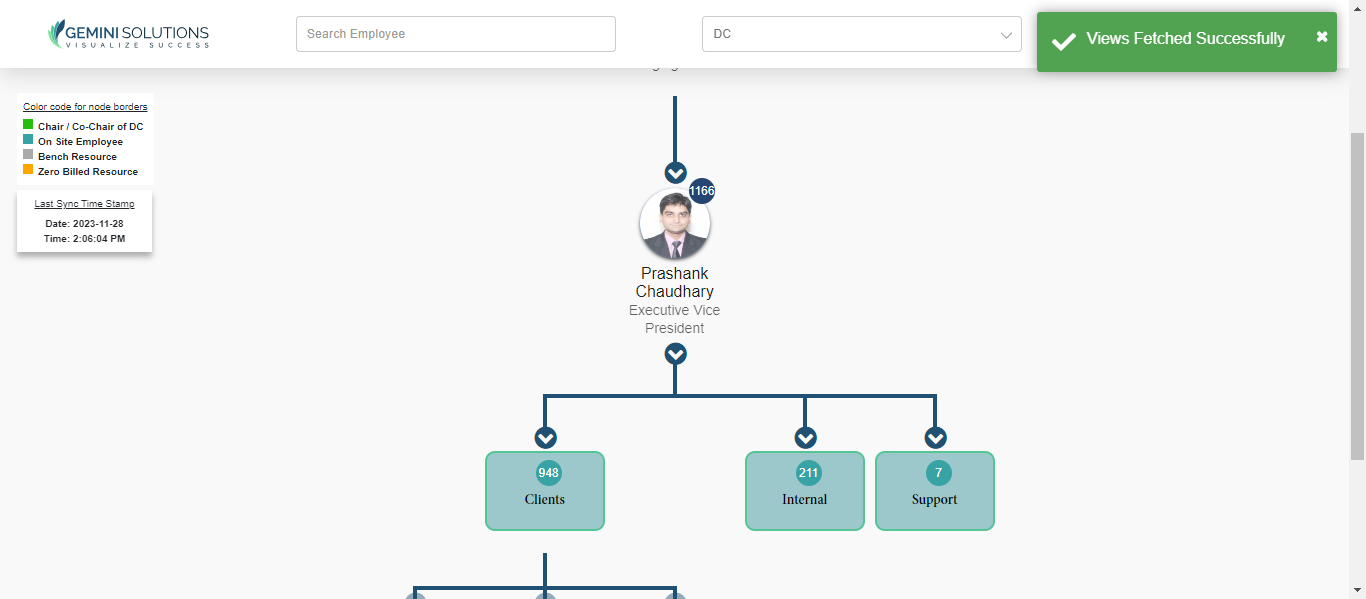 GEMINI SOLUTIONS
VISUALIZE SUCCESS
Search Employee
DC
Views Fetched Successfully
Color code for node borders
Chair / Co-Chair of DC
On Site Employee
Bench Resource
Zero Billed Resource
Last Sync Time Stamp
Date: 2023-11-28
Time: 2:06:04 PM
1166
Prashank
Chaudhary
Executive Vice
President
948
Clients
211
Internal
7
Support